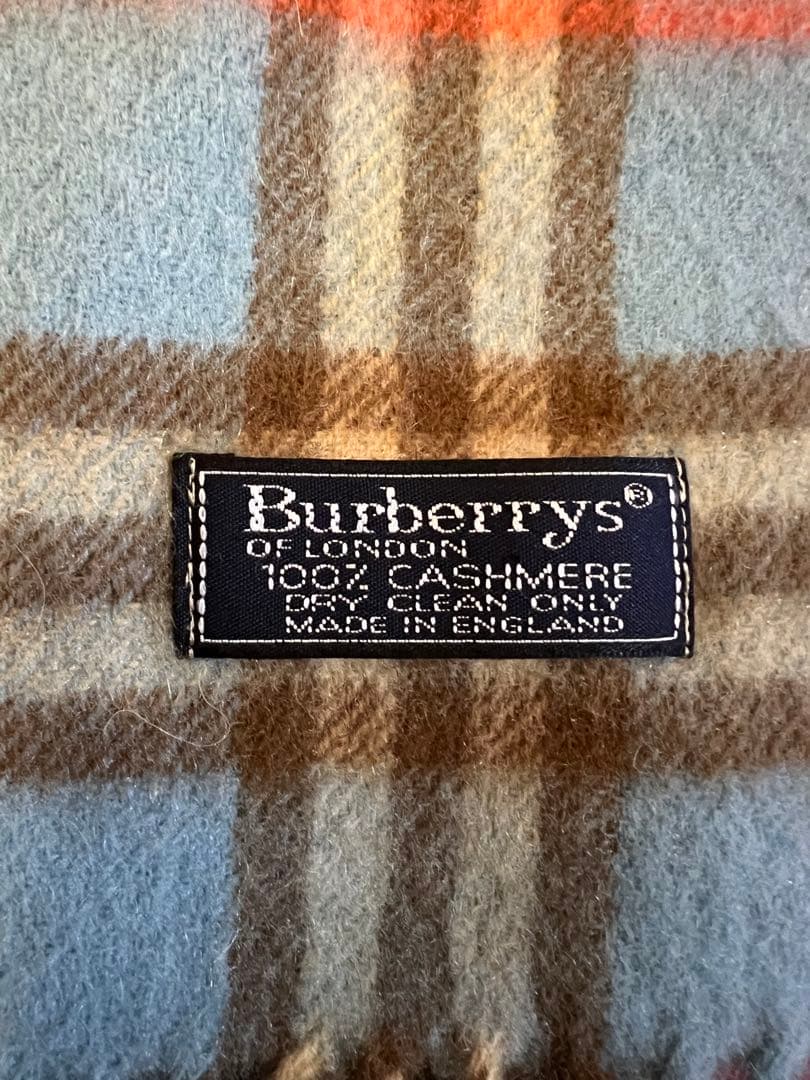 Burberrys®
OF LONDON
100% CASHMERE
DRY CLEAN ONLY
MADE IN ENGLAND